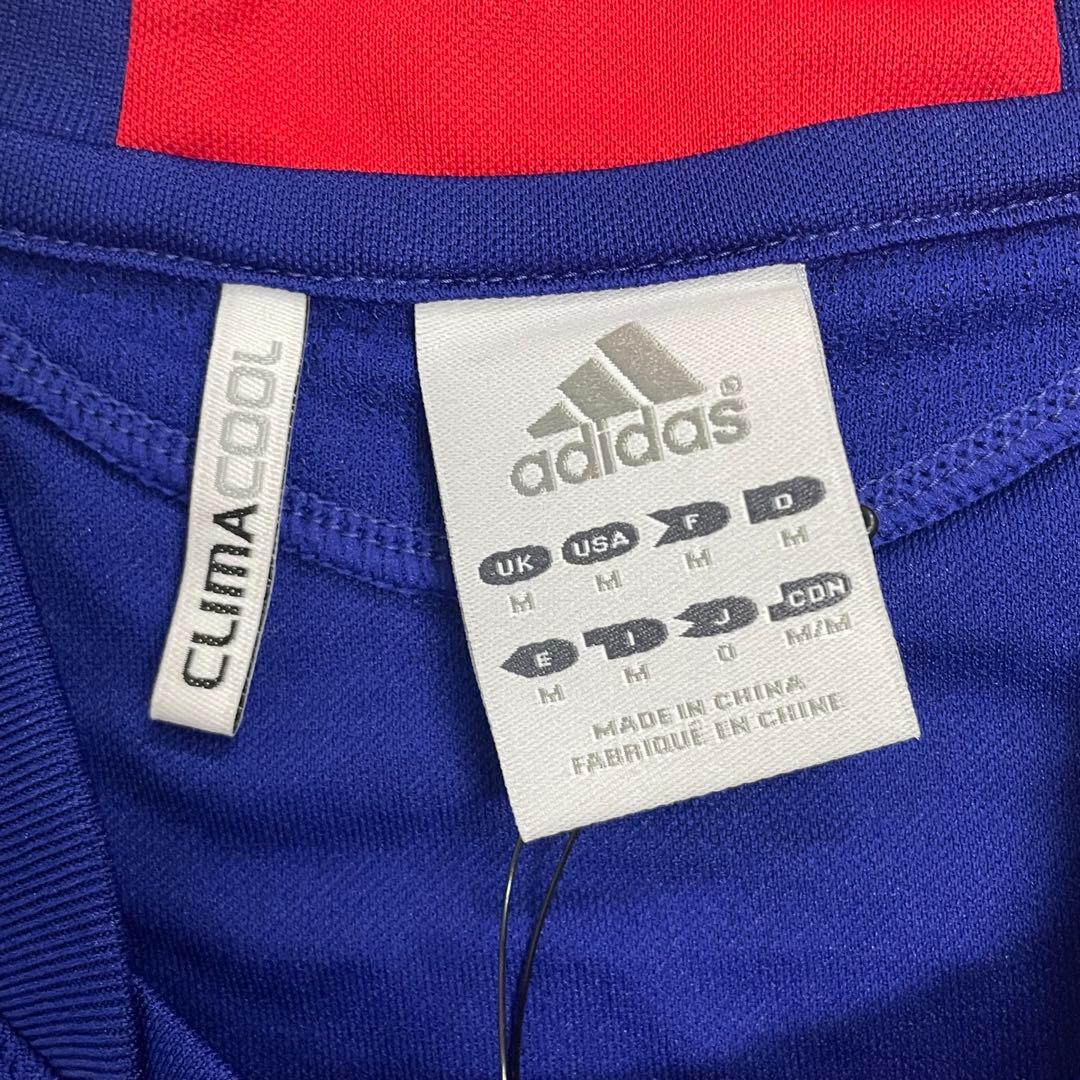 CLIMACOOL
adidas®
UK USA F D
M M M M
E I J CDN
M M O M/M
MADE IN CHINA
FABRIQUÉ EN CHINE